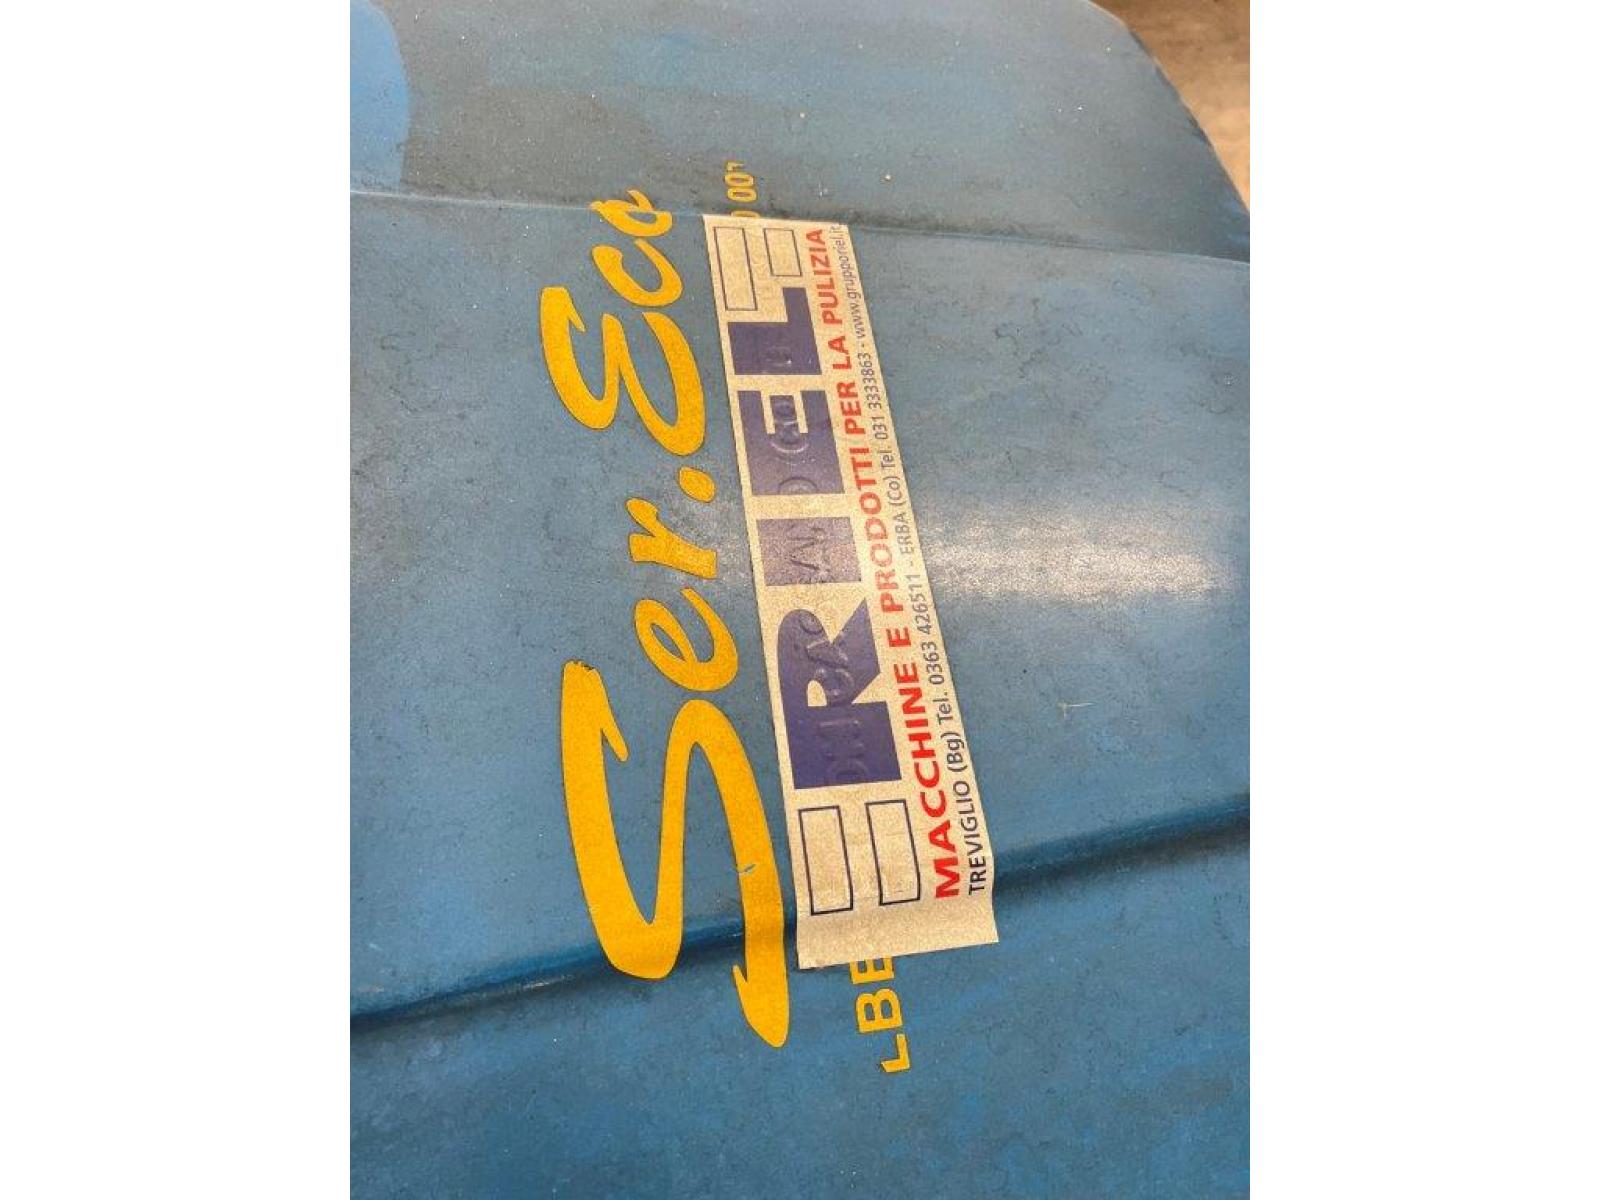 Ser.Eco
RIEL
MACCHINE E PRODOTTI PER LA PULIZIA
TREVIGLIO (Bg) Tel. 0363 426511 - ERBA (Co) Tel. 031 3333863 - www.grupporiel.it